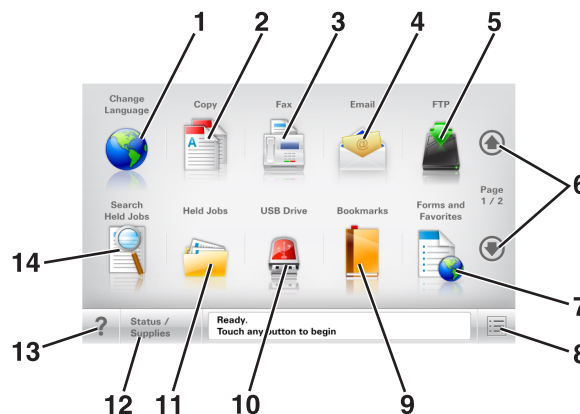 1 2 3 4 5
Change
Language
Copy
Fax
Email
FTP
A
@
6
Page
1 / 2
Search
Held Jobs
Held Jobs
USB Drive
Bookmarks
Forms and
Favorites
14
7
?
Status /
Supplies
Ready.
Touch any button to begin
8
13
12 11 10 9